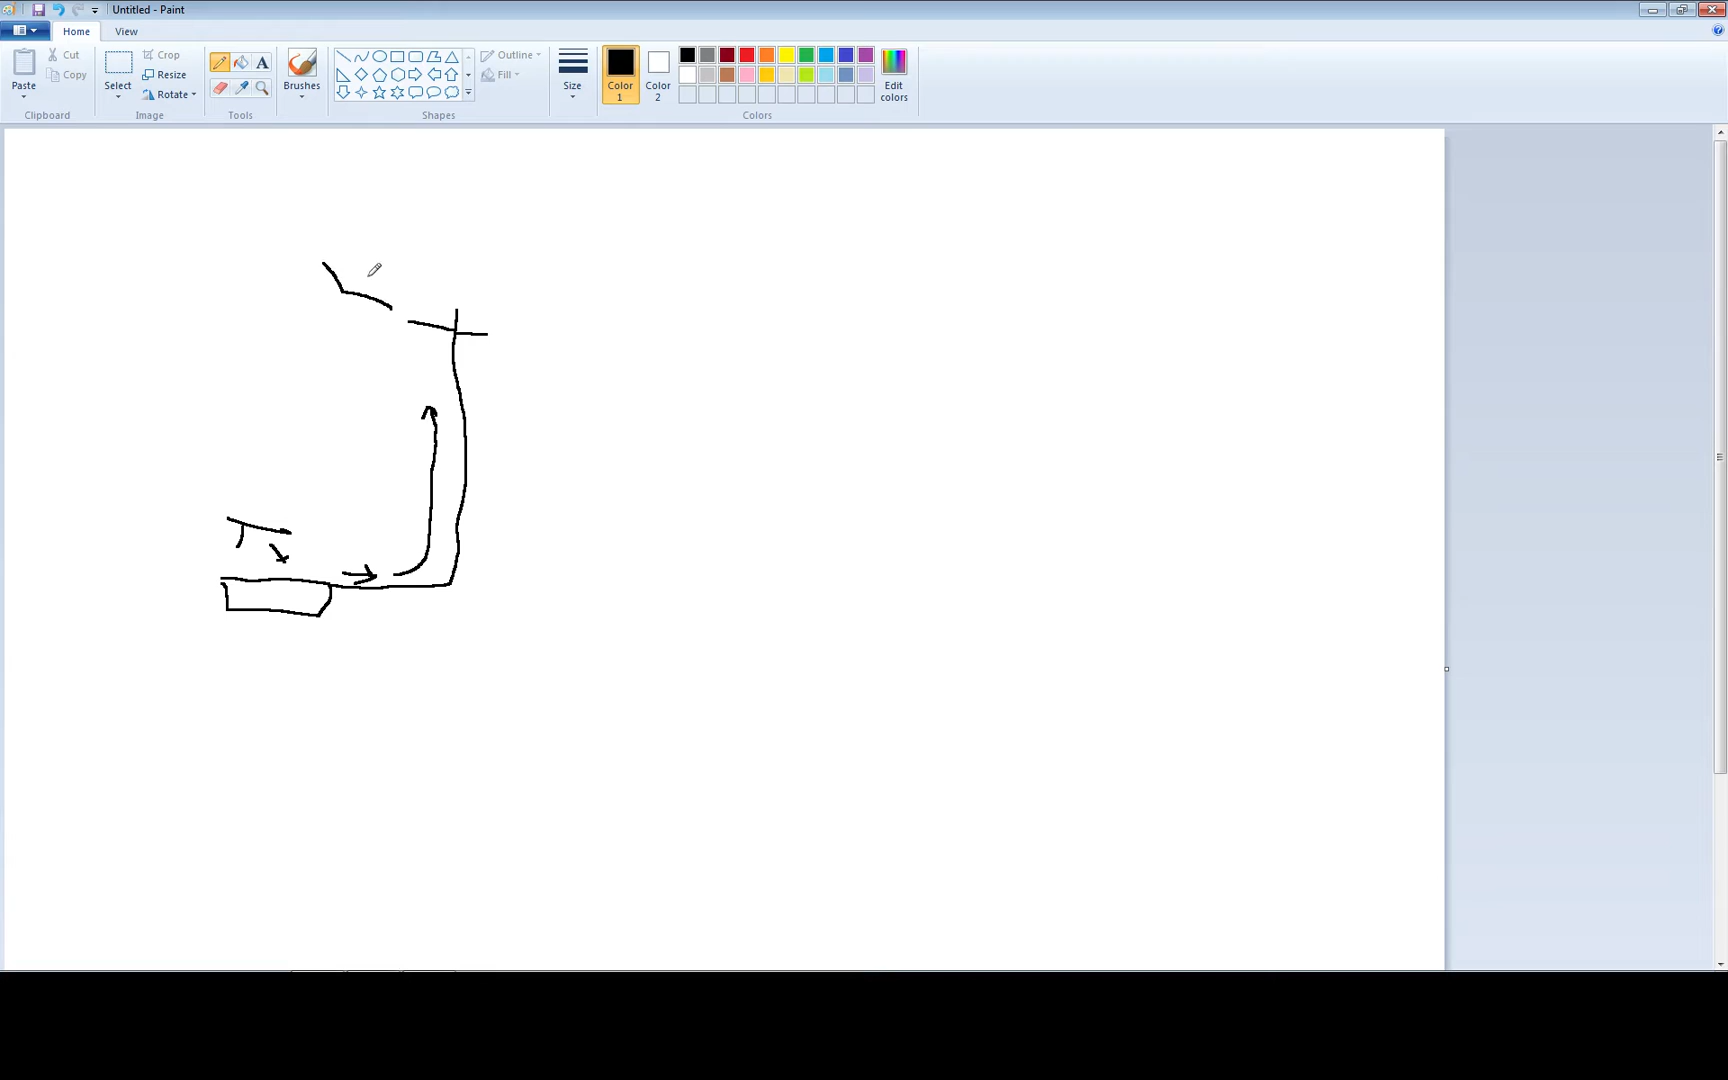 Untitled - Paint
Home
View
Paste
Cut
Copy
Clipboard
Select
Crop
Resize
Rotate
Image
A
Tools
Brushes
Outline
Fill
Shapes
Size
Color
1
Color
2
Edit
colors
Colors